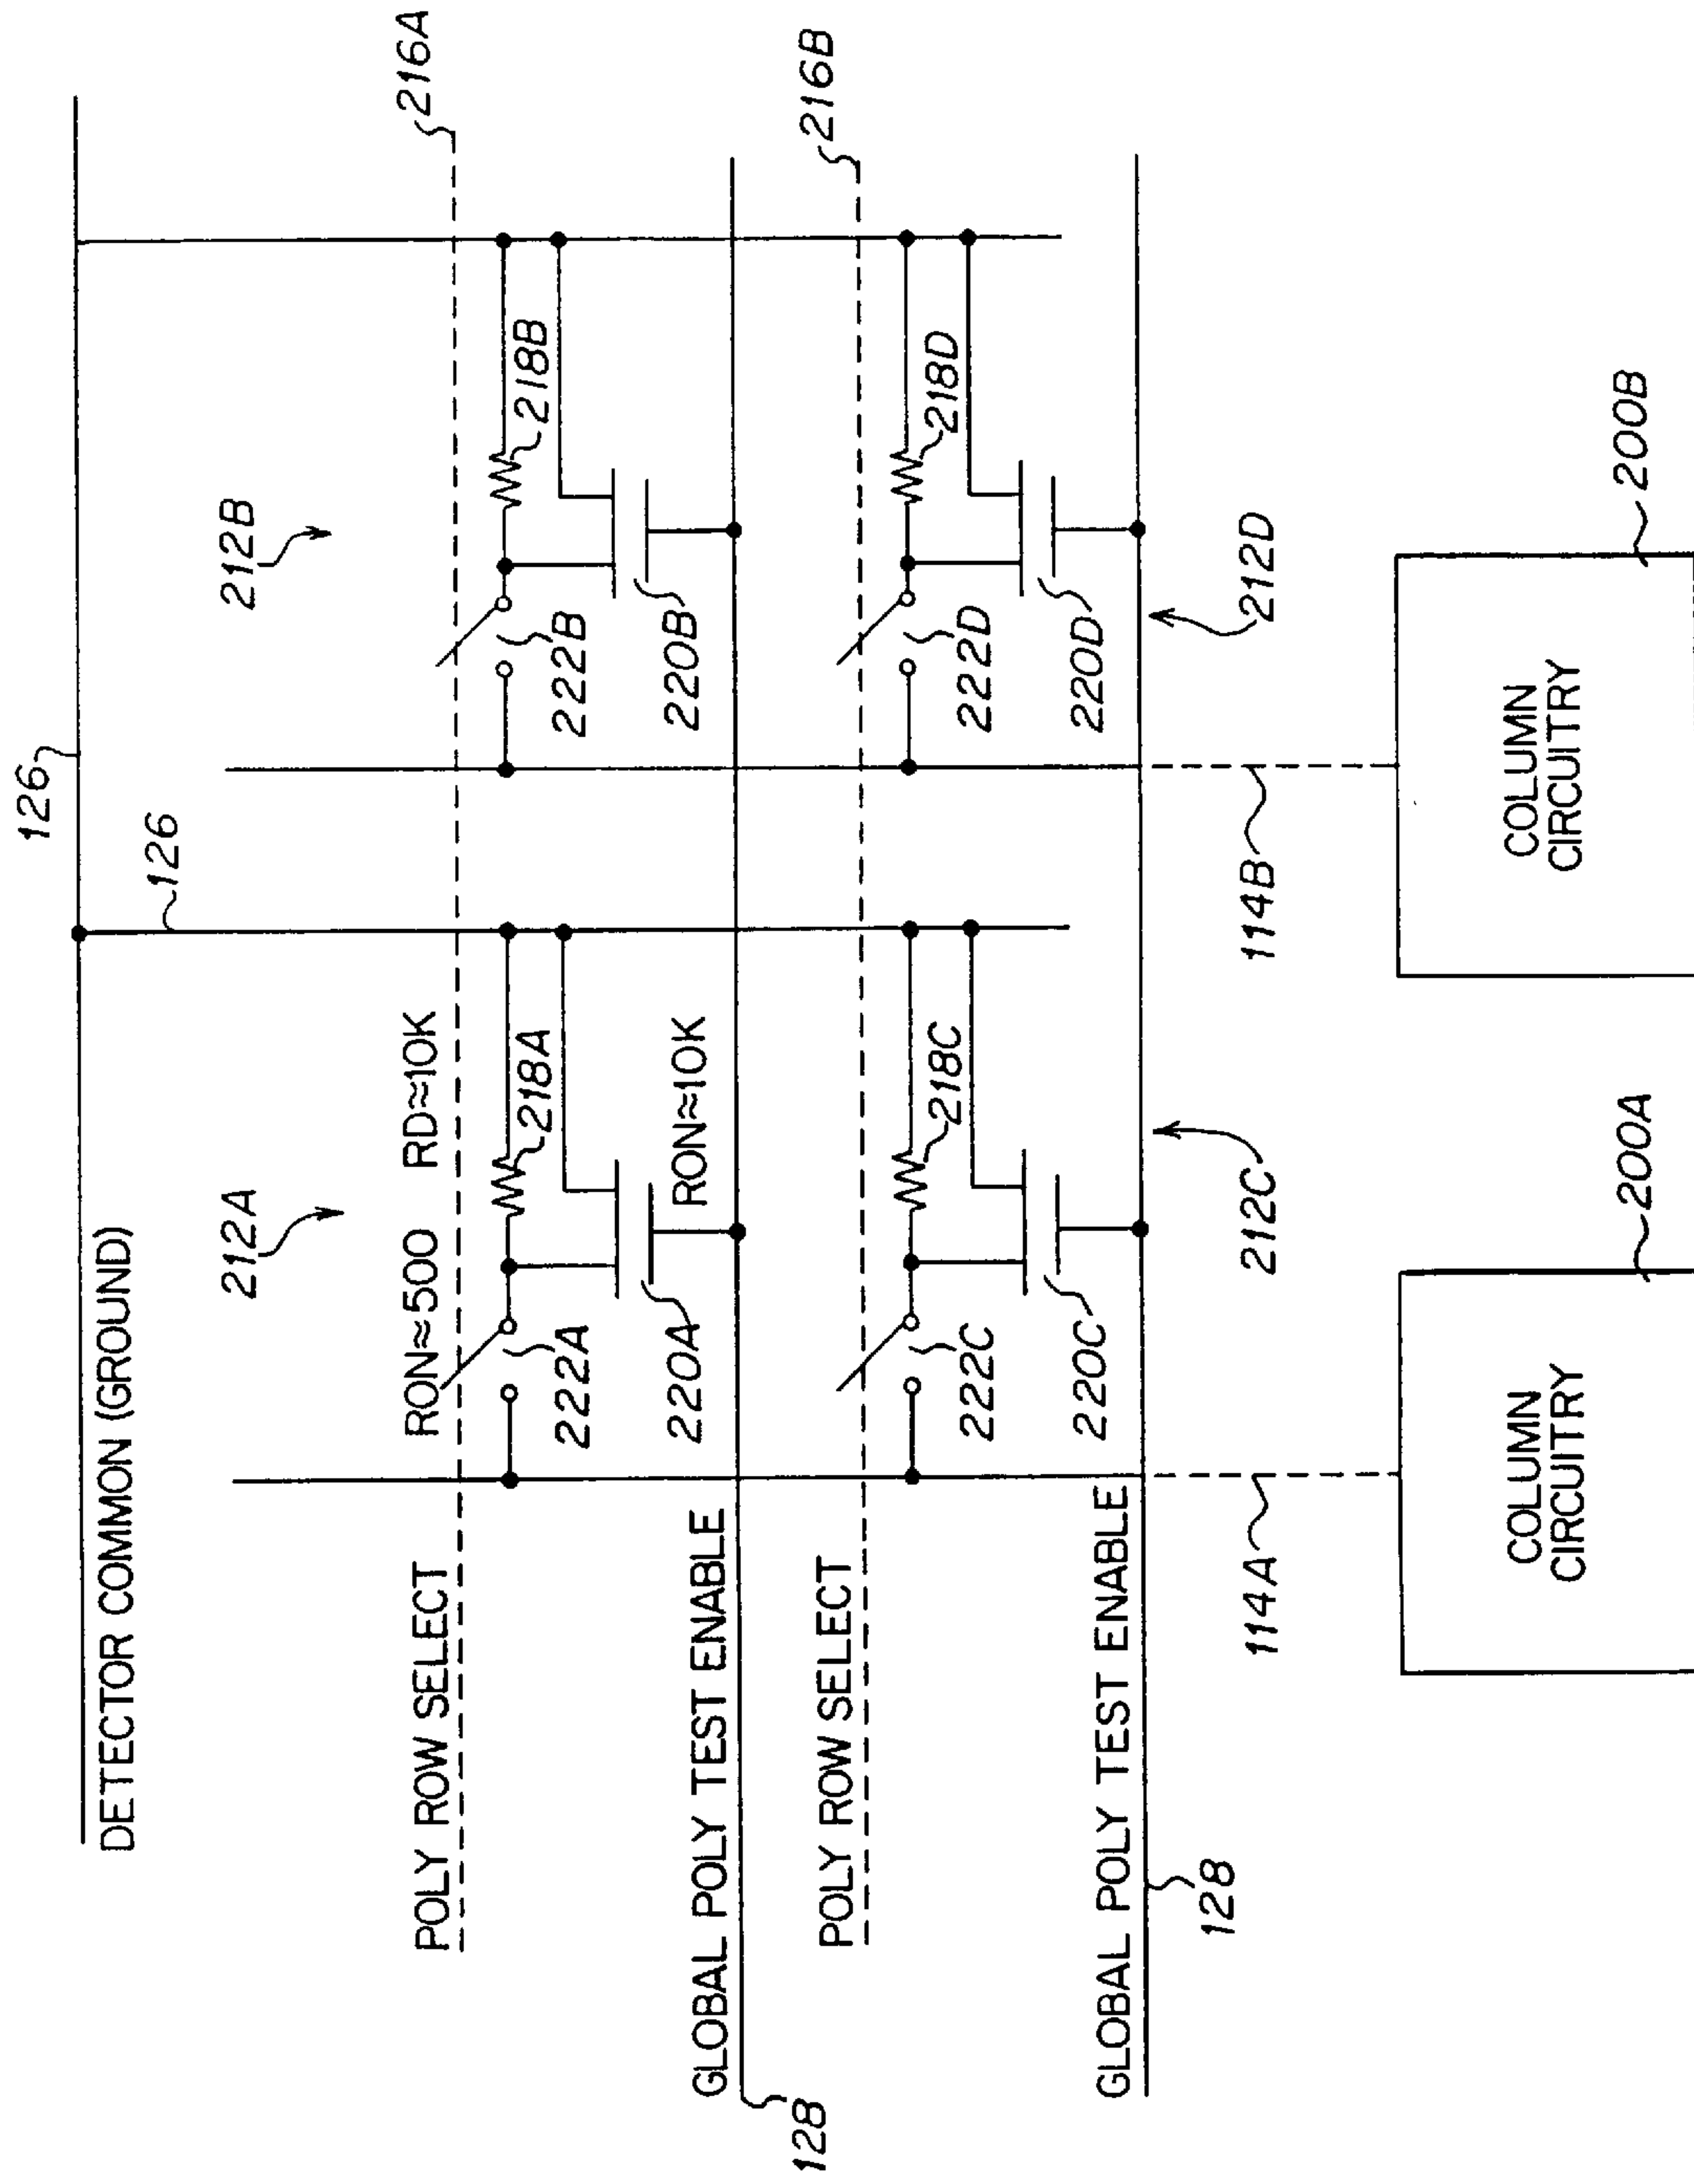 126
DETECTOR COMMON (GROUND)
126
212A
212B
216A
POLY ROW SELECT
RON≈500
RD≈10K
218A
218B
222A
222B
220A
RON≈10K
220B
GLOBAL POLY TEST ENABLE
128
216B
POLY ROW SELECT
218C
218D
222C
222D
220C
220D
GLOBAL POLY TEST ENABLE
128
212C
212D
114A
114B
200A
200B
COLUMN
CIRCUITRY
COLUMN
CIRCUITRY